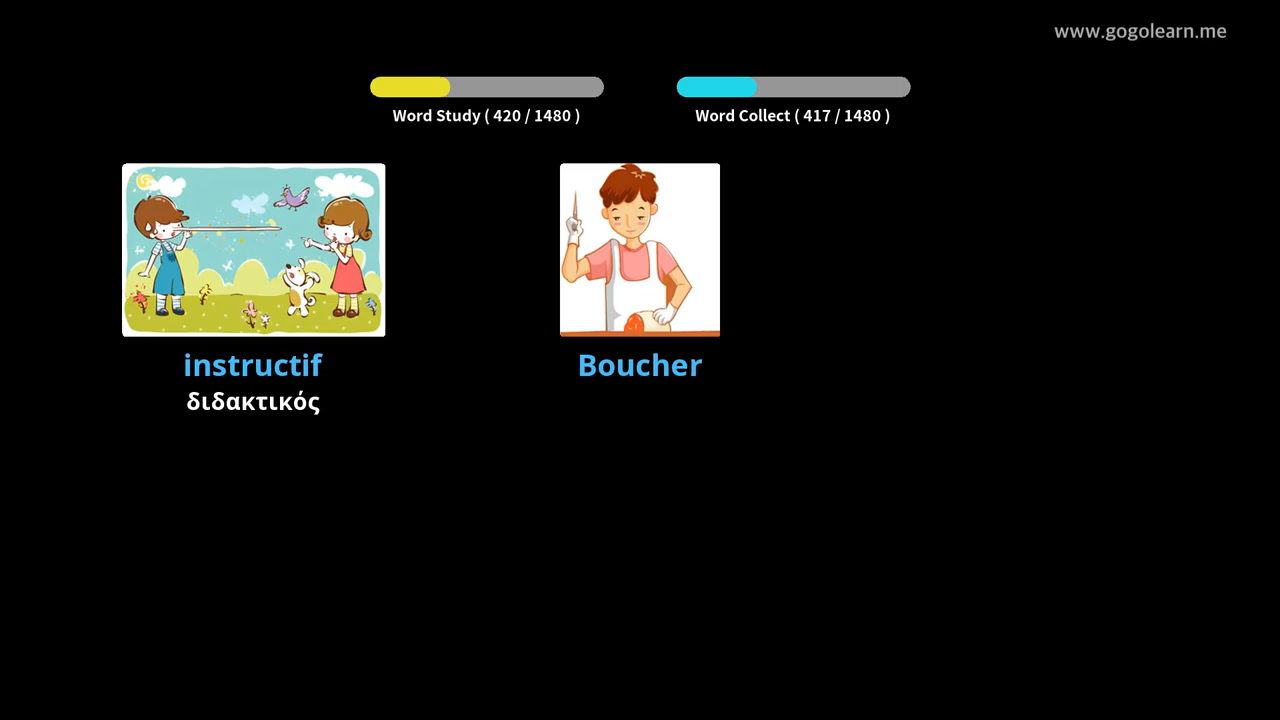 www.gogolearn.me
Word Study ( 420 / 1480 )
Word Collect ( 417 / 1480 )
instructif
διδακτικός
Boucher